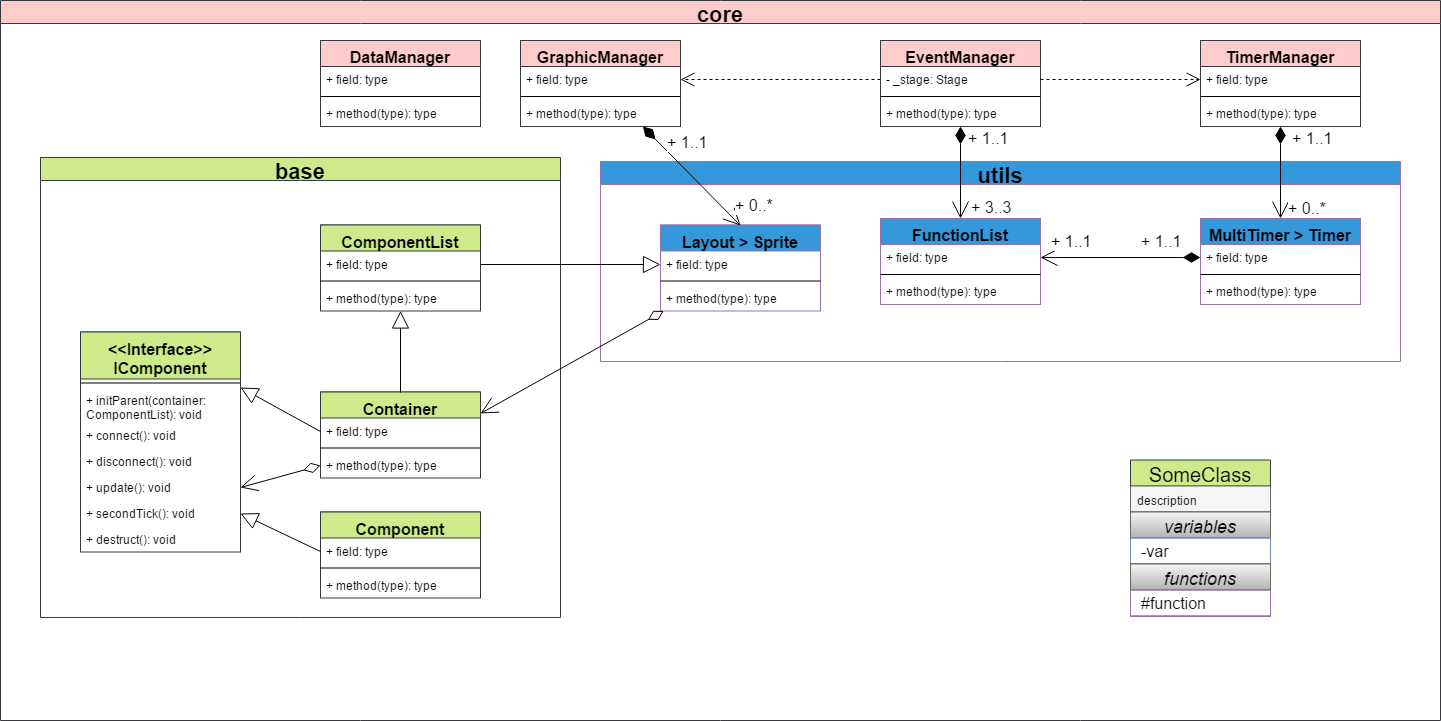 core
DataManager
+ field: type
+ method(type): type
GraphicManager
+ field: type
+ method(type): type
EventManager
- _stage: Stage
+ method(type): type
TimerManager
+ field: type
+ method(type): type
+ 1..1
+ 1..1
+ 1..1
base
utils
+ 0..*
+ 3..3
+ 0..*
ComponentList
+ field: type
+ method(type): type
Layout > Sprite
+ field: type
+ method(type): type
FunctionList
+ field: type
+ method(type): type
+ 1..1
+ 1..1
MultiTimer > Timer
+ field: type
+ method(type): type
<<Interface>>
IComponent
+ initParent(container:
ComponentList): void
+ connect(): void
+ disconnect(): void
+ update(): void
+ secondTick(): void
+ destruct(): void
Container
+ field: type
+ method(type): type
Component
+ field: type
+ method(type): type
SomeClass
description
variables
-var
functions
#function